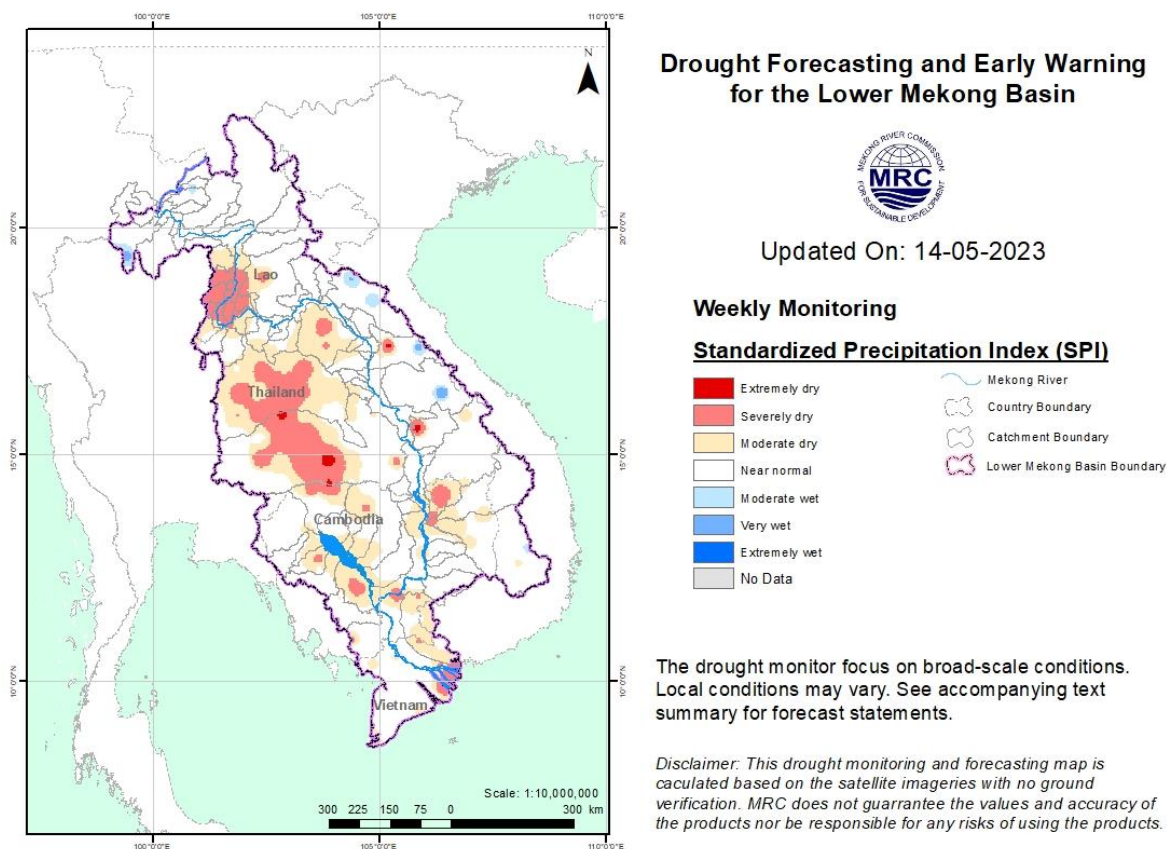 100°0'0"E
105°0'0"E
110°0'0"E
N
20°0'0"N
20°0'0"N
15°0'0"N
15°0'0"N
10°0'0"N
10°0'0"N
Lao
Thailand
Cambodia
Vietnam
Scale: 1:10,000,000
300 225 150 75 0 300 km
100°0'0"E
105°0'0"E
110°0'0"E
Drought Forecasting and Early Warning
for the Lower Mekong Basin
MEKONG RIVER COMMISSION
MRC
FOR SUSTAINABLE DEVELOPMENT
Updated On: 14-05-2023
Weekly Monitoring
Standardized Precipitation Index (SPI)
Extremely dry
Severely dry
Moderate dry
Near normal
Moderate wet
Very wet
Extremely wet
No Data
Mekong River
Country Boundary
Catchment Boundary
Lower Mekong Basin Boundary
The drought monitor focus on broad-scale conditions.
Local conditions may vary. See accompanying text
summary for forecast statements.
Disclaimer: This drought monitoring and forecasting map is
caculated based on the satellite imageries with no ground
verification. MRC does not guarrantee the values and accuracy of
the products nor be responsible for any risks of using the products.